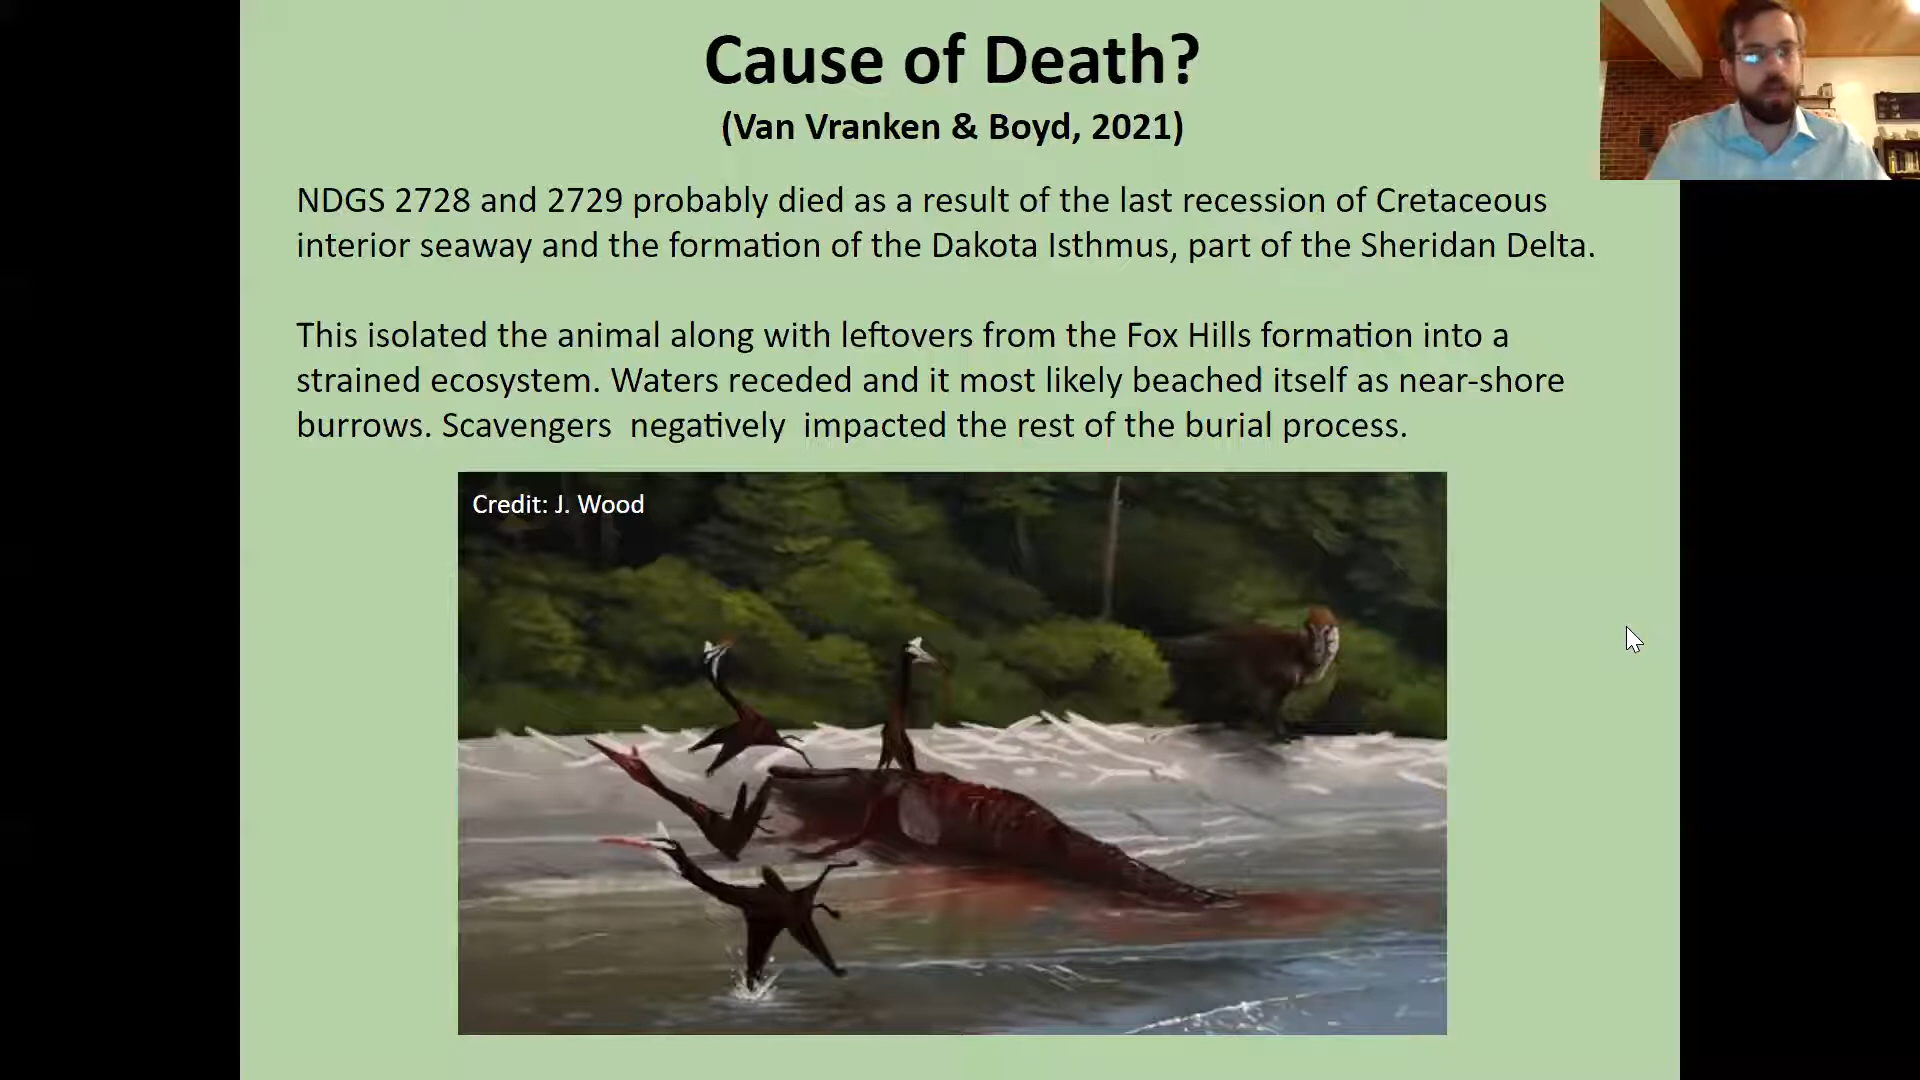 Cause of Death?
(Van Vranken & Boyd, 2021)
NDGS 2728 and 2729 probably died as a result of the last recession of Cretaceous
interior seaway and the formation of the Dakota Isthmus, part of the Sheridan Delta.
This isolated the animal along with leftovers from the Fox Hills formation into a
strained ecosystem. Waters receded and it most likely beached itself as near-shore
burrows. Scavengers negatively impacted the rest of the burial process.
Credit: J. Wood